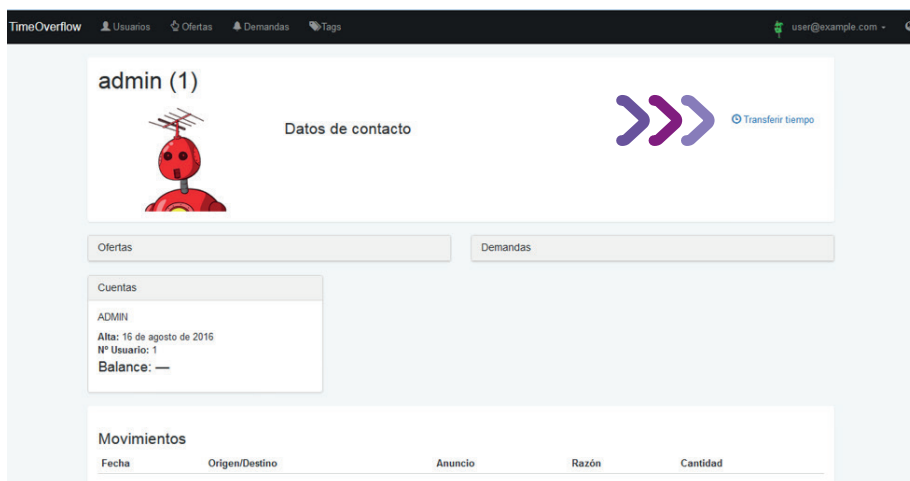 TimeOverflow Usuarios Ofertas Demandas Tags user@example.com
admin (1)
Datos de contacto
Transferir tiempo
Ofertas
Demandas
Cuentas
ADMIN
Alta: 16 de agosto de 2016
Nº Usuario: 1
Balance: —
Movimientos
Fecha Origen/Destino Anuncio Razón Cantidad